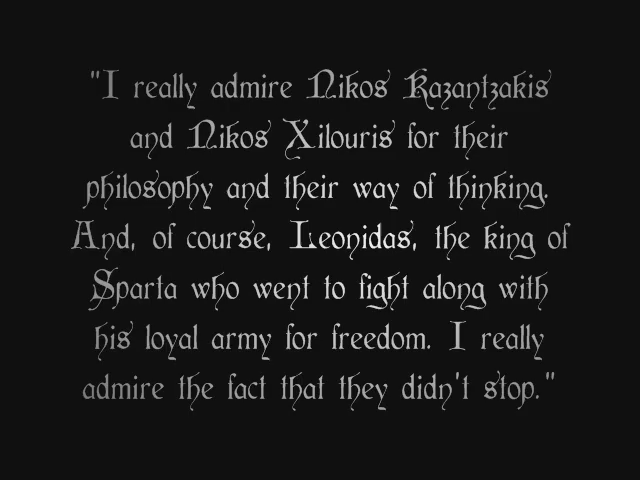 "I really admire Nikos Kazantzakis
and Nikos Xilouris for their
philosophy and their way of thinking.
And, of course, Leonidas, the king of
Sparta who went to fight along with
his loyal army for freedom. I really
admire the fact that they didn't stop."